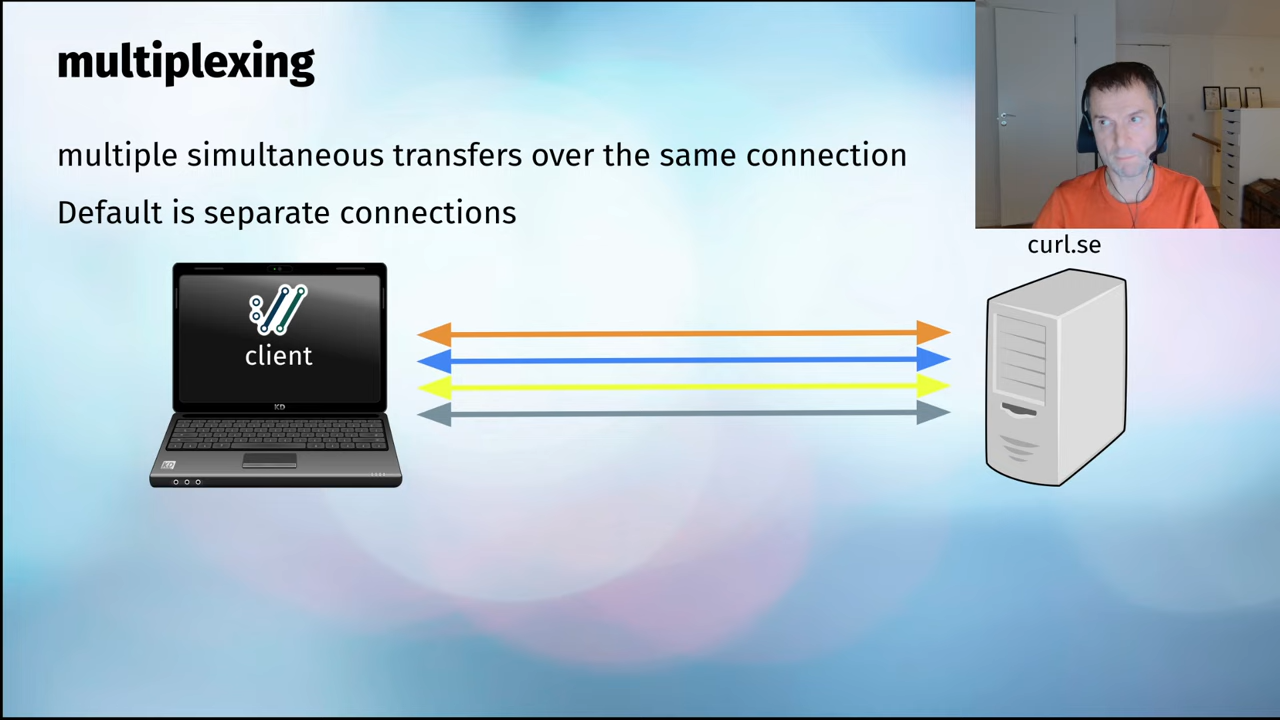 multiplexing
multiple simultaneous transfers over the same connection
Default is separate connections
curl.se
client